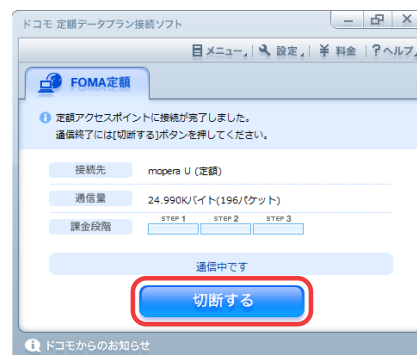 ドコモ 定額データプラン接続ソフト
メニュー 設定 ¥ 料金 ?ヘルプ
FOMA定額
定額アクセスポイントに接続が完了しました。
通信終了には[切断する]ボタンを押してください。
接続先 mopera U (定額)
通信量 24.990Kバイト(196パケット)
STEP 1 STEP 2 STEP 3
課金段階
通信中です
切断する
ドコモからのお知らせ